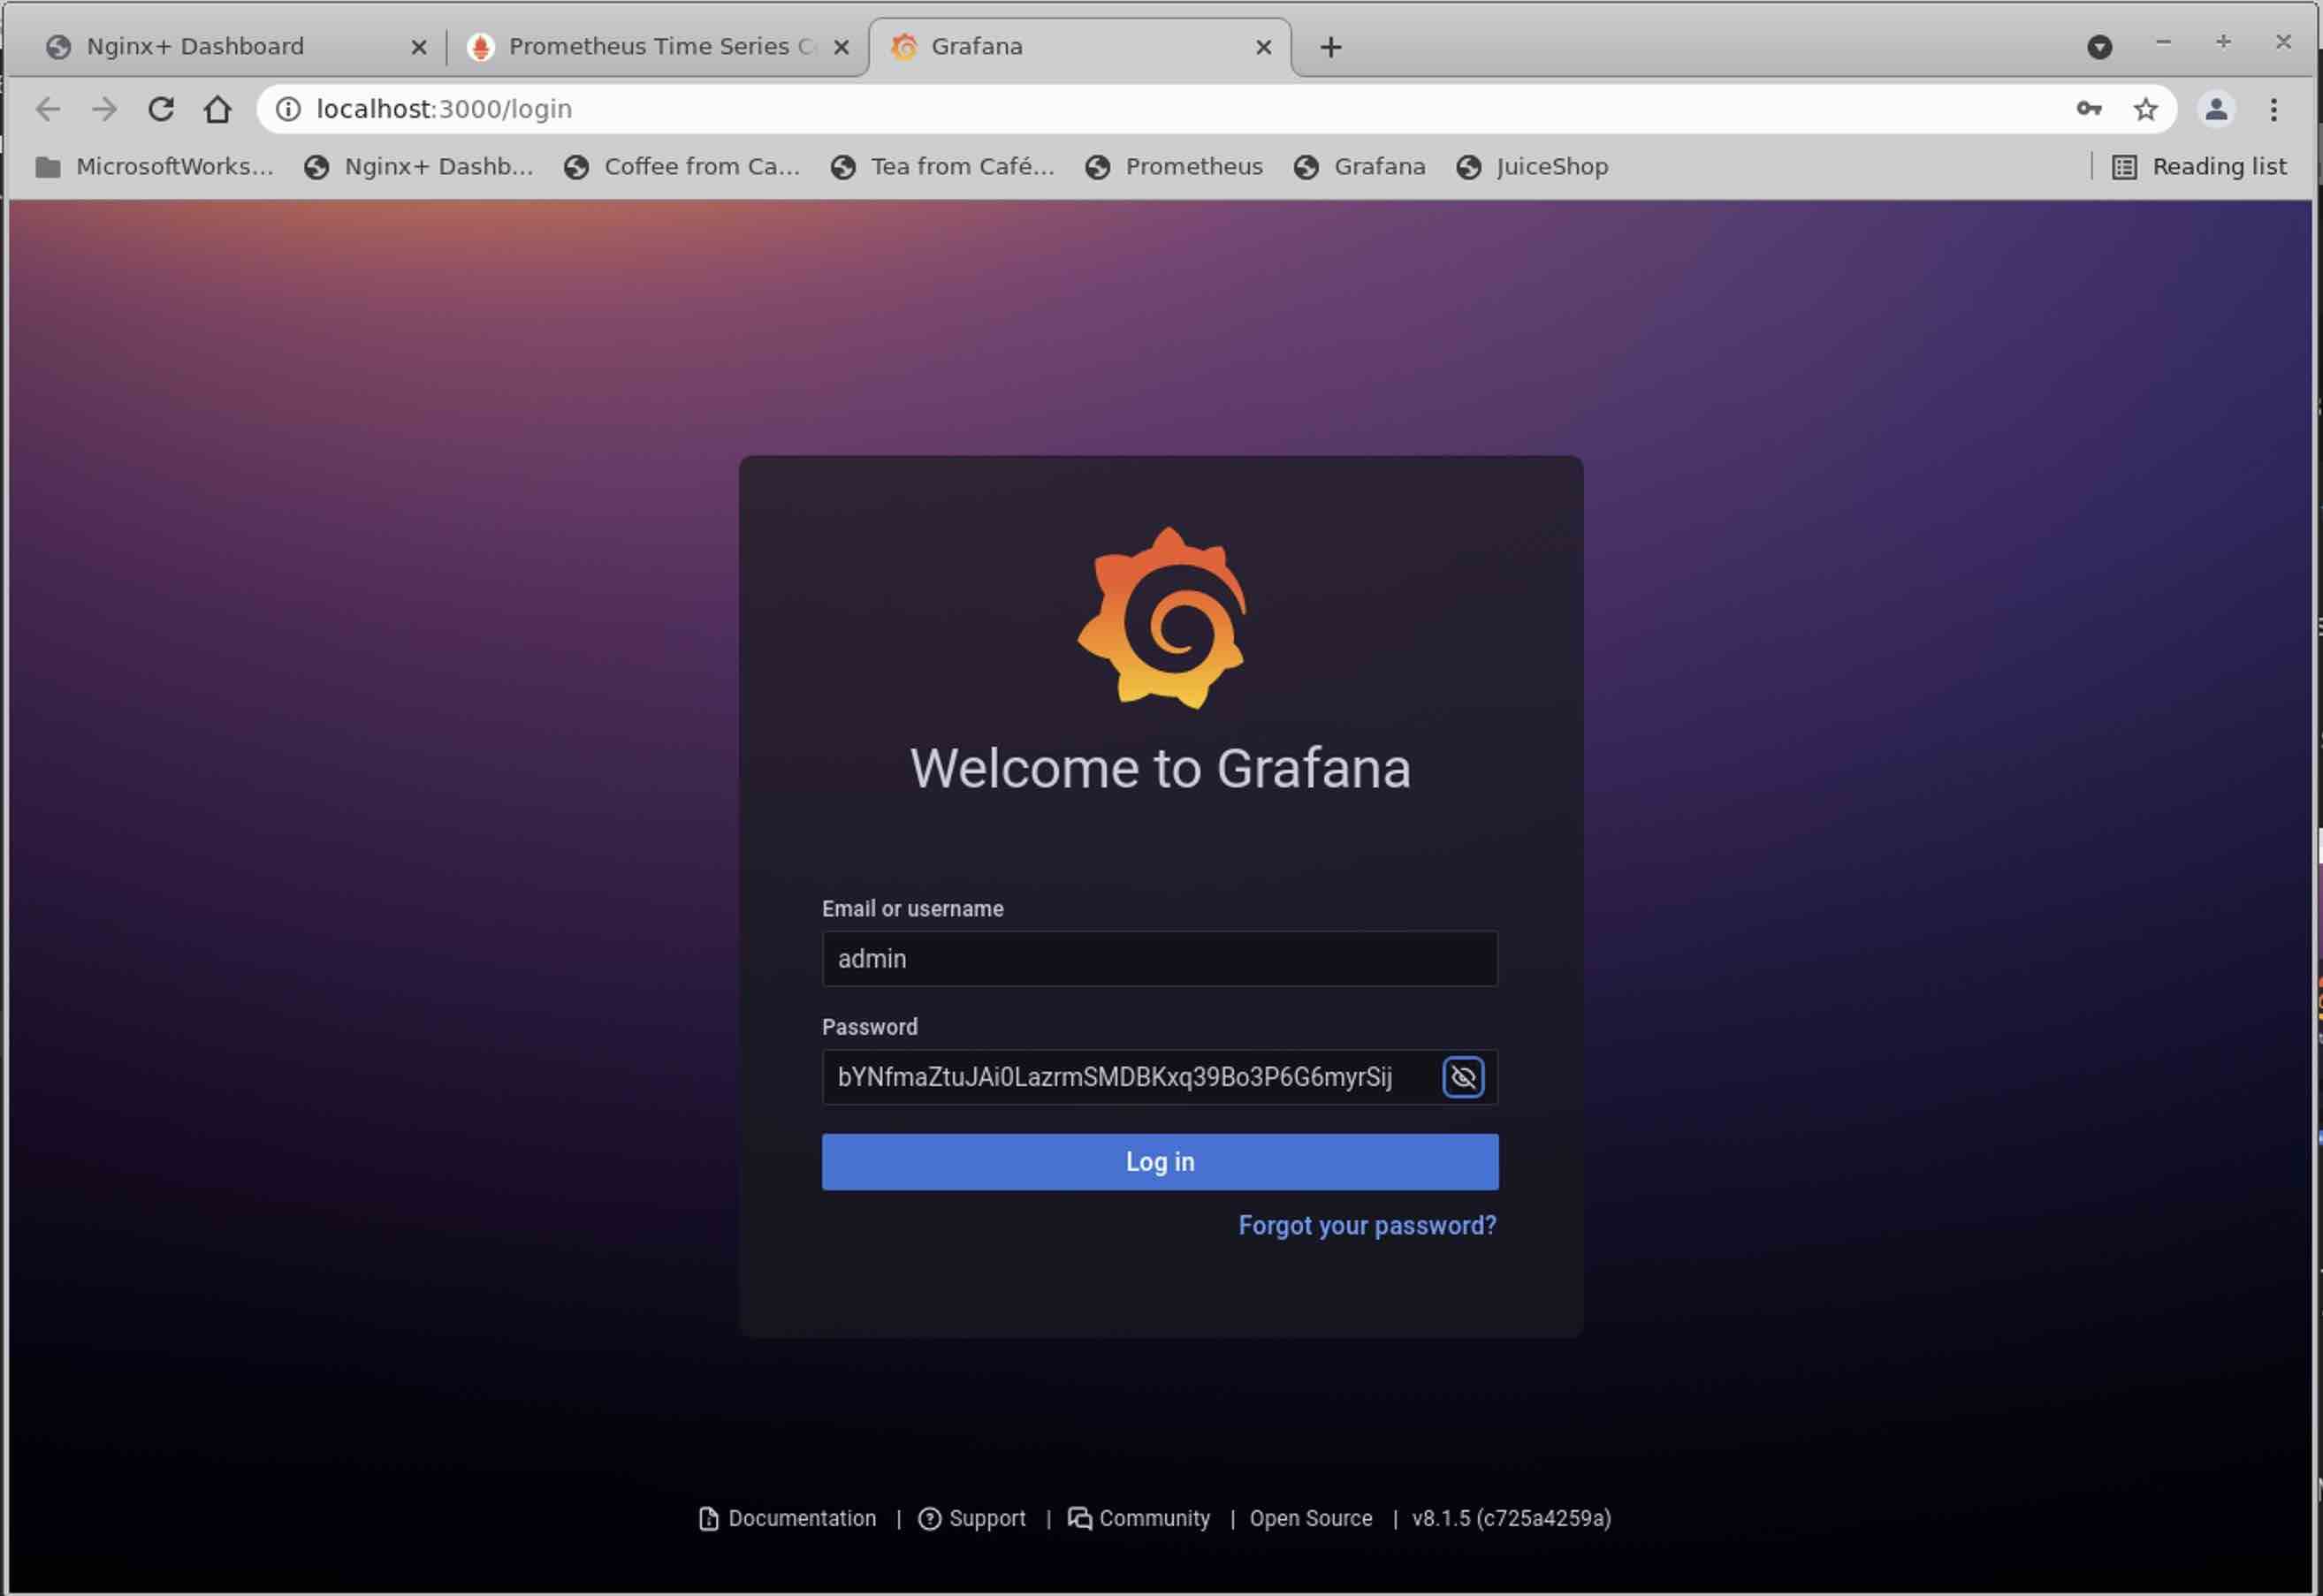 Nginx+ Dashboard
Prometheus Time Series C
Grafana
localhost:3000/login
MicrosoftWorks...
Nginx+ Dashb...
Coffee from Ca...
Tea from Café...
Prometheus
Grafana
JuiceShop
Reading list
Welcome to Grafana
Email or username
admin
Password
bYNfmaZtuJAi0LazrmSMDBKxq39Bo3P6G6myrSij
Log in
Forgot your password?
Documentation | Support | Community | Open Source | v8.1.5 (c725a4259a)